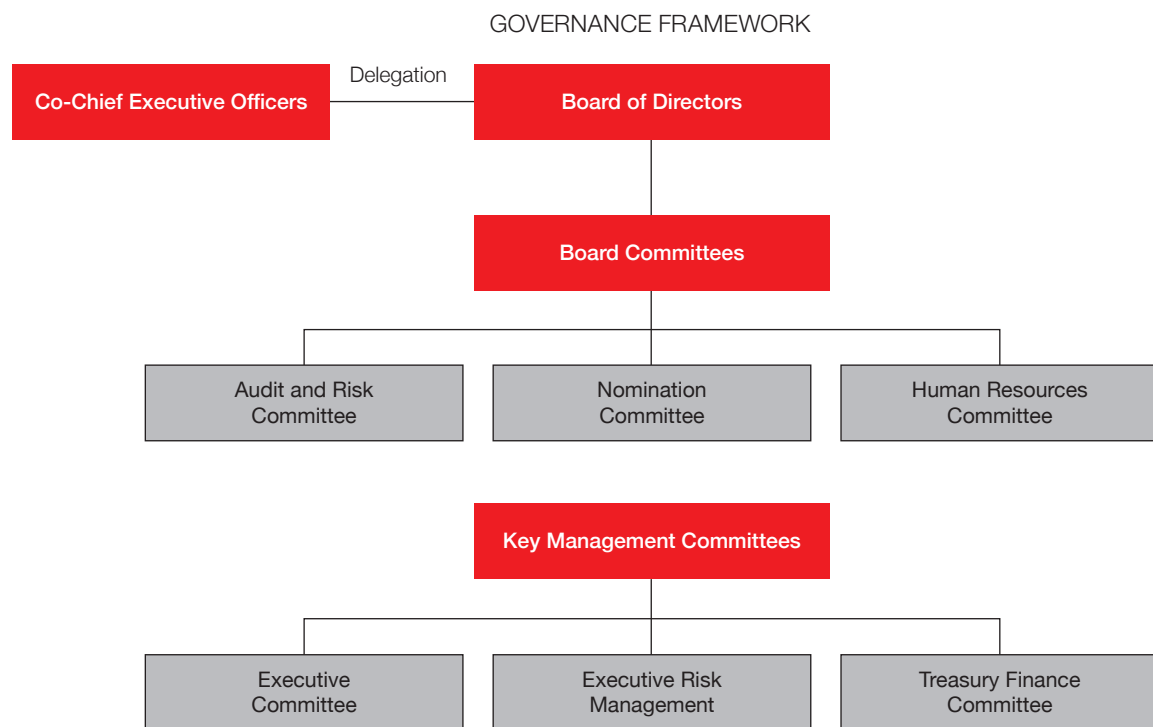 GOVERNANCE FRAMEWORK
Co-Chief Executive Officers
Delegation
Board of Directors
Board Committees
Audit and Risk
Committee
Nomination
Committee
Human Resources
Committee
Key Management Committees
Executive
Committee
Executive Risk
Management
Treasury Finance
Committee